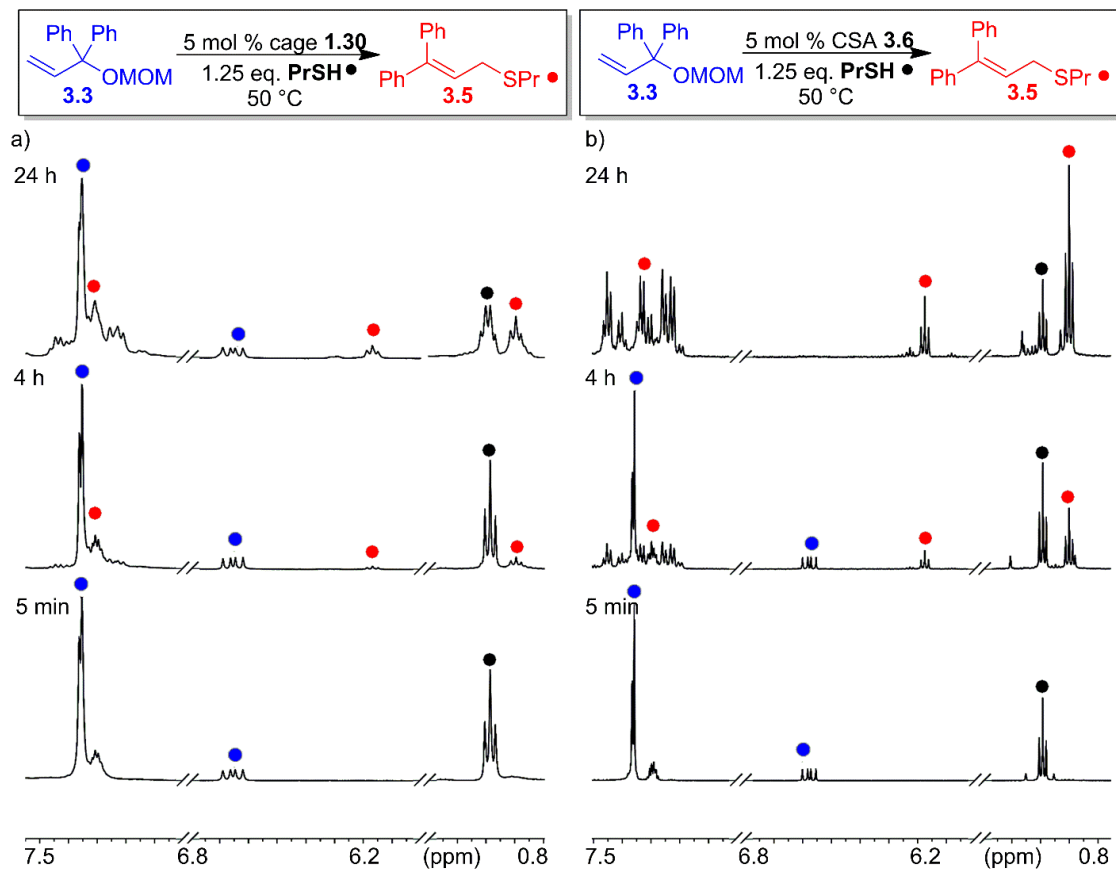 Ph Ph
OMOM
3.3
5 mol % cage 1.30
1.25 eq. PrSH
50 °C
Ph
Ph
SPr
3.5
Ph Ph
OMOM
3.3
5 mol % CSA 3.6
1.25 eq. PrSH
50 °C
Ph
Ph
SPr
3.5
a)
24 h
4 h
5 min
7.5 6.8 6.2 (ppm) 0.8
b)
24 h
4 h
5 min
7.5 6.8 6.2 (ppm) 0.8